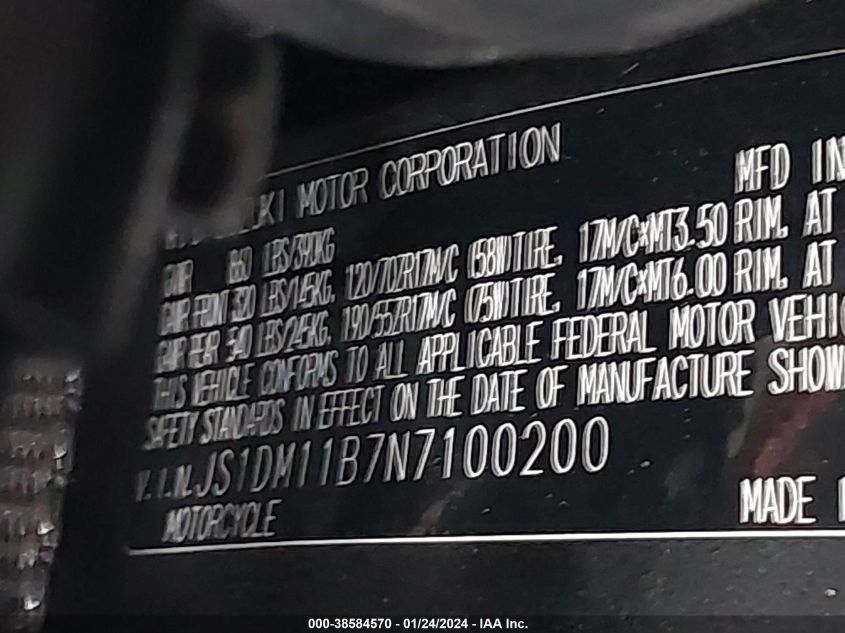 MOTOR CORPORATION
MFD IN
GVWR 860 LBS/390KG
GAWR FRONT 320 LBS/145KG, 120/70ZR17M/C (58W)TIRE, 17M/C×MT3.50 RIM, AT
GAWR REAR 540 LBS/245KG, 190/55ZR17M/C (75W)TIRE, 17M/C×MT6.00 RIM, AT
THIS VEHICLE CONFORMS TO ALL APPLICABLE FEDERAL MOTOR VEHIC
SAFETY STANDARDS IN EFFECT ON THE DATE OF MANUFACTURE SHOW
V.I.N.JS1DM11B7N7100200
MOTORCYCLE
MADE
000-38584570 - 01/24/2024 - IAA Inc.